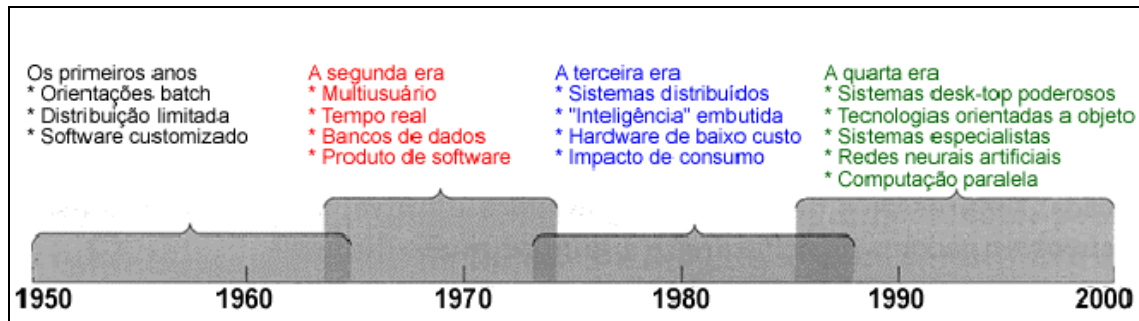 Os primeiros anos
* Orientações batch
* Distribuição limitada
* Software customizado
A segunda era
* Multiusuário
* Tempo real
* Bancos de dados
* Produto de software
A terceira era
* Sistemas distribuídos
* "Inteligência" embutida
* Hardware de baixo custo
* Impacto de consumo
A quarta era
* Sistemas desk-top poderosos
* Tecnologias orientadas a objeto
* Sistemas especialistas
* Redes neurais artificiais
* Computação paralela
1950 1960 1970 1980 1990 2000